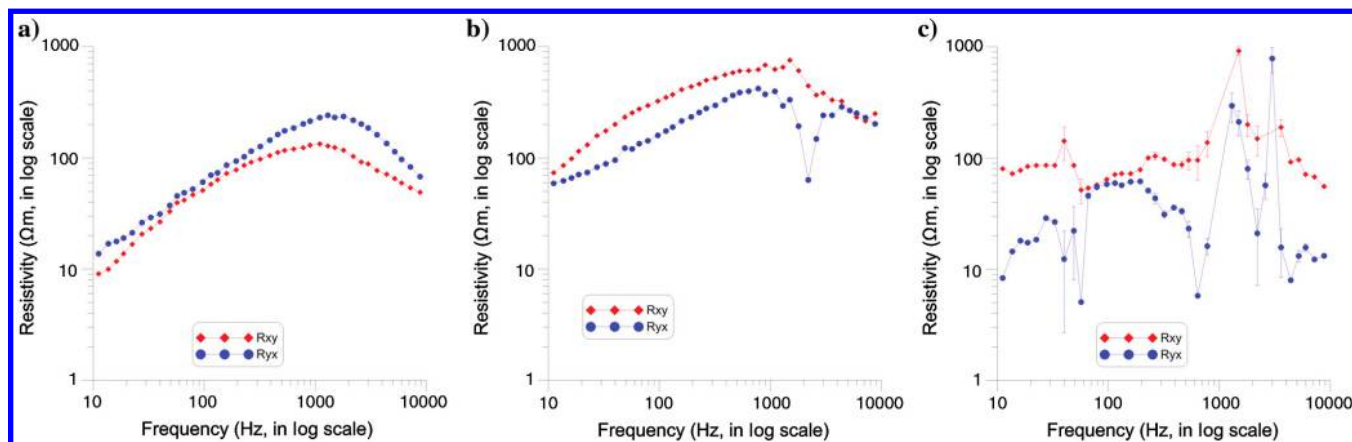 a)
1000
100
10
1
Resistivity (Ωm, in log scale)
Rxy
Ryx
10 100 1000 10000
Frequency (Hz, in log scale)
b)
1000
100
10
1
Resistivity (Ωm, in log scale)
Rxy
Ryx
10 100 1000 10000
Frequency (Hz, in log scale)
c)
1000
100
10
1
Resistivity (Ωm, in log scale)
Rxy
Ryx
10 100 1000 10000
Frequency (Hz, in log scale)